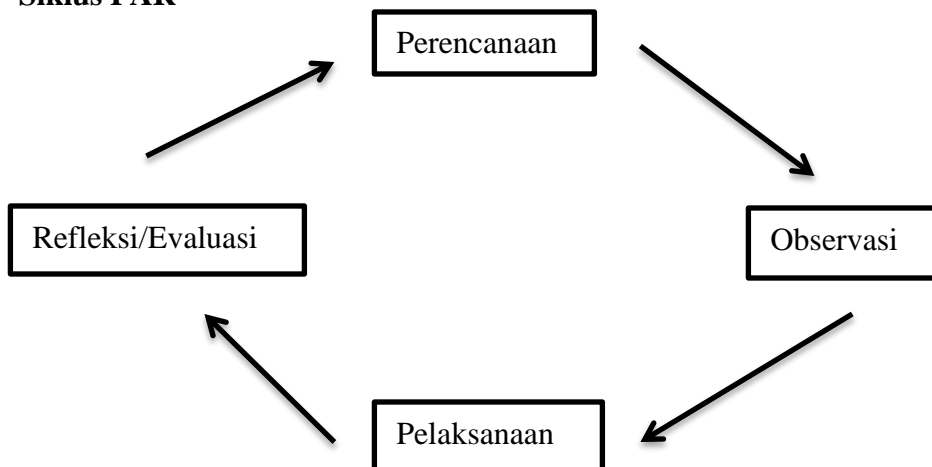 Siklus PAR
Perencanaan
Refleksi/Evaluasi
Observasi
Pelaksanaan